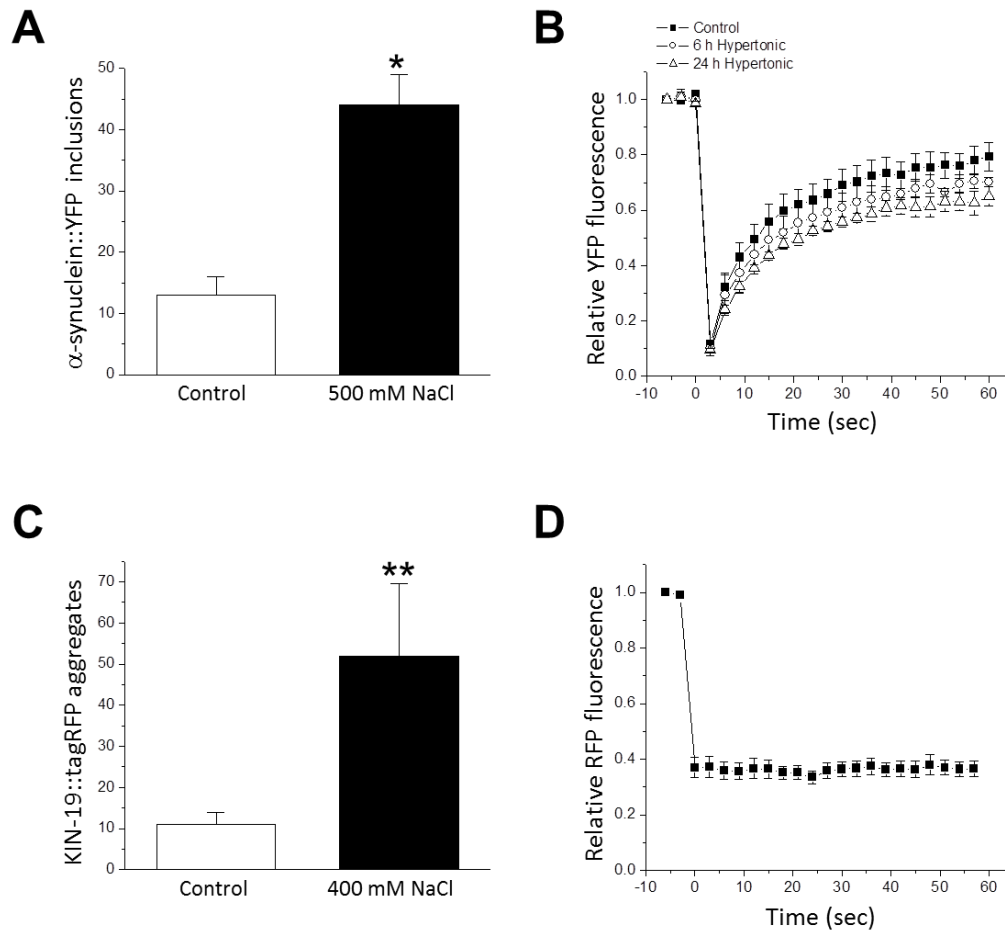 A
α-synuclein::YFP inclusions
50
40
30
20
10
0
*
Control
500 mM NaCl
B
Control
6 h Hypertonic
24 h Hypertonic
Relative YFP fluorescence
1.0
0.8
0.6
0.4
0.2
0.0
-10
0
10
20
30
40
50
60
Time (sec)
C
KIN-19::tagRFP aggregates
70
60
50
40
30
20
10
0
**
Control
400 mM NaCl
D
Relative RFP fluorescence
1.0
0.8
0.6
0.4
0.2
0.0
-10
0
10
20
30
40
50
60
Time (sec)